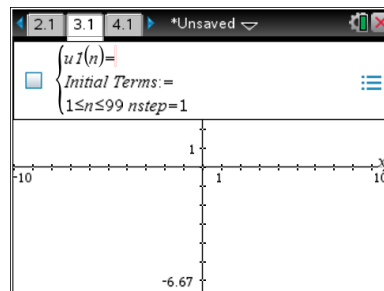 2.1 3.1 4.1 *Unsaved
u1(n)=
Initial Terms:=
1≤n≤99 nstep=1
1 x
-10 1 10
-6.67